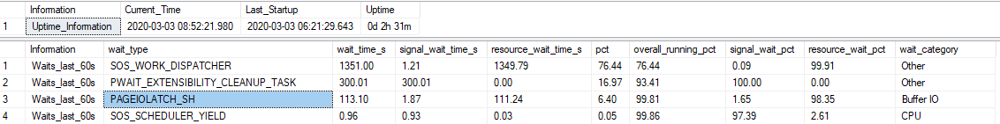 Information Current_Time Last_Startup Uptime
1 Uptime_Information 2020-03-03 08:52:21.980 2020-03-03 06:21:29.643 0d 2h 31m
Information wait_type wait_time_s signal_wait_time_s resource_wait_time_s pct overall_running_pct signal_wait_pct resource_wait_pct wait_category
1 Waits_last_60s SOS_WORK_DISPATCHER 1351.00 1.21 1349.79 76.44 76.44 0.09 99.91 Other
2 Waits_last_60s PWAIT_EXTENSIBILITY_CLEANUP_TASK 300.01 300.01 0.00 16.97 93.41 100.00 0.00 Other
3 Waits_last_60s PAGEIOLATCH_SH 113.10 1.87 111.24 6.40 99.81 1.65 98.35 Buffer IO
4 Waits_last_60s SOS_SCHEDULER_YIELD 0.96 0.93 0.03 0.05 99.86 97.39 2.61 CPU